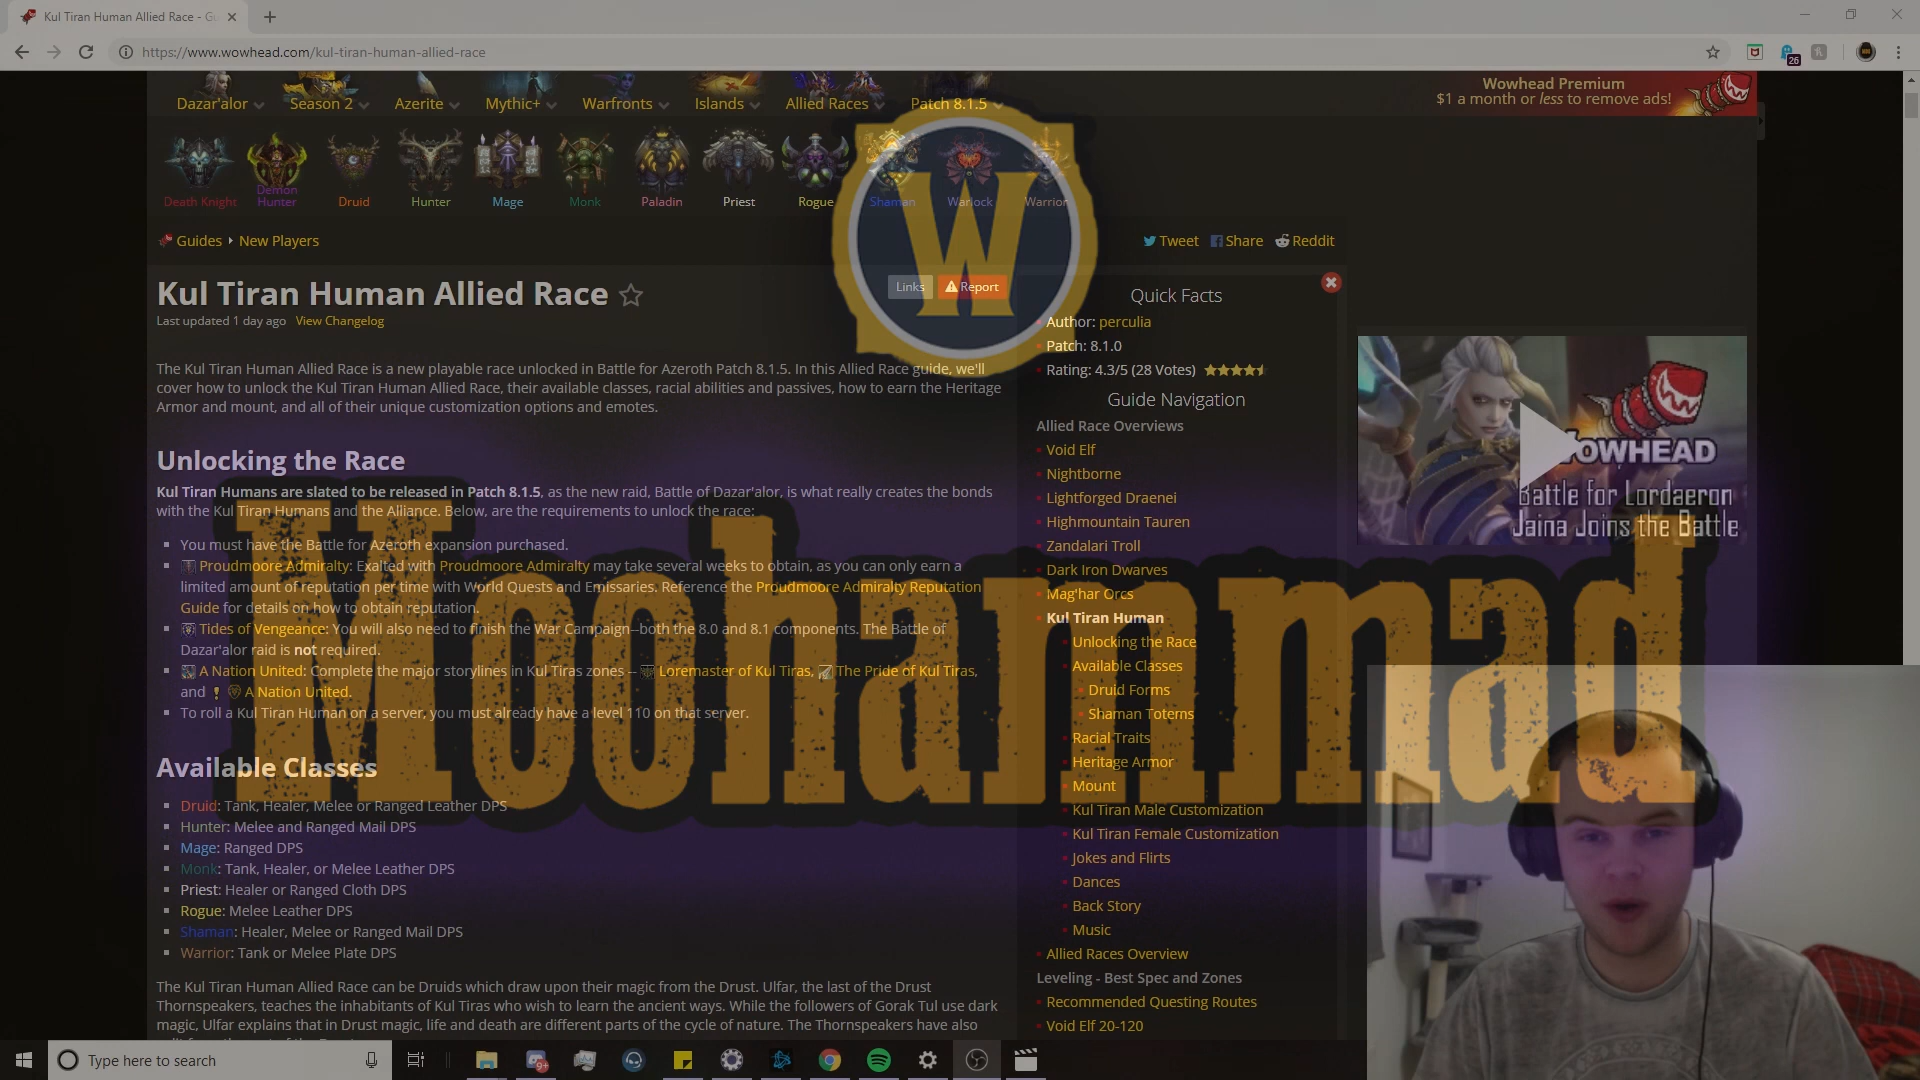 Kul Tiran Human Allied Race - Gu
https://www.wowhead.com/kul-tiran-human-allied-race
26
Dazar'alor Season 2 Azerite Mythic+ Warfronts Islands Allied Races Patch 8.1.5
Wowhead Premium
$1 a month or less to remove ads!
Death Knight Demon Hunter Druid Hunter Mage Monk Paladin Priest Rogue Shaman Warlock Warrior
W
Guides New Players
Tweet Share Reddit
Kul Tiran Human Allied Race
Links Report
Last updated 1 day ago View Changelog
The Kul Tiran Human Allied Race is a new playable race unlocked in Battle for Azeroth Patch 8.1.5. In this Allied Race guide, we'll
cover how to unlock the Kul Tiran Human Allied Race, their available classes, racial abilities and passives, how to earn the Heritage
Armor and mount, and all of their unique customization options and emotes.
Unlocking the Race
Kul Tiran Humans are slated to be released in Patch 8.1.5, as the new raid, Battle of Dazar'alor, is what really creates the bonds
with the Kul Tiran Humans and the Alliance. Below, are the requirements to unlock the race:
You must have the Battle for Azeroth expansion purchased.
Proudmoore Admiralty: Exalted with Proudmoore Admiralty may take several weeks to obtain, as you can only earn a
limited amount of reputation per time with World Quests and Emissaries. Reference the Proudmoore Admiralty Reputation
Guide for details on how to obtain reputation.
Tides of Vengeance: You will also need to finish the War Campaign--both the 8.0 and 8.1 components. The Battle of
Dazar'alor raid is not required.
A Nation United: Complete the major storylines in Kul Tiras zones -- Loremaster of Kul Tiras, The Pride of Kul Tiras,
and A Nation United.
To roll a Kul Tiran Human on a server, you must already have a level 110 on that server.
Moohammad
Available Classes
Druid: Tank, Healer, Melee or Ranged Leather DPS
Hunter: Melee and Ranged Mail DPS
Mage: Ranged DPS
Monk: Tank, Healer, or Melee Leather DPS
Priest: Healer or Ranged Cloth DPS
Rogue: Melee Leather DPS
Shaman: Healer, Melee or Ranged Mail DPS
Warrior: Tank or Melee Plate DPS
The Kul Tiran Human Allied Race can be Druids which draw upon their magic from the Drust. Ulfar, the last of the Drust
Thornspeakers, teaches the inhabitants of Kul Tiras who wish to learn the ancient ways. While the followers of Gorak Tul use dark
magic, Ulfar explains that in Drust magic, life and death are different parts of the cycle of nature. The Thornspeakers have also
Quick Facts
Author: perculia
Patch: 8.1.0
Rating: 4.3/5 (28 Votes)
Guide Navigation
Allied Race Overviews
Void Elf
Nightborne
Lightforged Draenei
Highmountain Tauren
Zandalari Troll
Dark Iron Dwarves
Mag'har Orcs
Kul Tiran Human
Unlocking the Race
Available Classes
Druid Forms
Shaman Totems
Racial Traits
Heritage Armor
Mount
Kul Tiran Male Customization
Kul Tiran Female Customization
Jokes and Flirts
Dances
Back Story
Music
Allied Races Overview
Leveling - Best Spec and Zones
Recommended Questing Routes
Void Elf 20-120
WOWHEAD
Battle for Lordaeron
Jaina Joins the Battle
Type here to search
9+